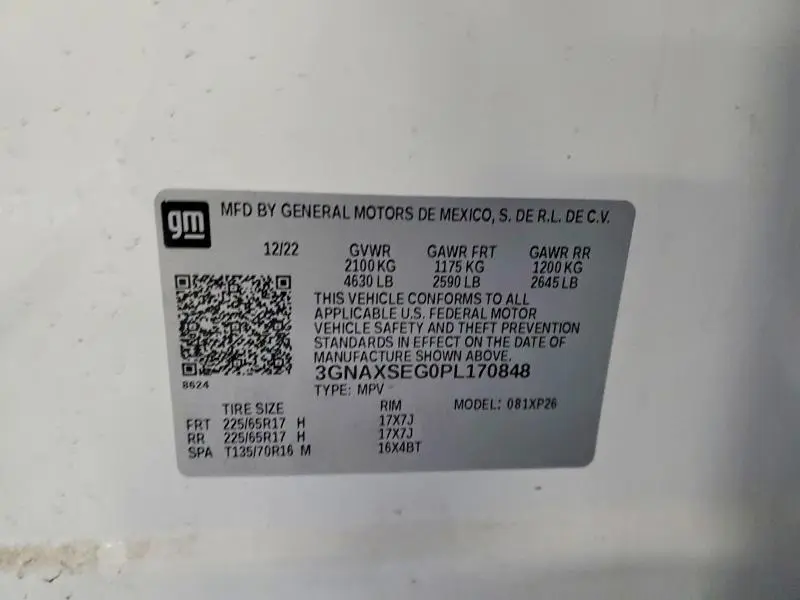 gm MFD BY GENERAL MOTORS DE MEXICO, S. DE R.L. DE C.V.
12/22 GVWR GAWR FRT GAWR RR
2100 KG 1175 KG 1200 KG
4630 LB 2590 LB 2645 LB
THIS VEHICLE CONFORMS TO ALL
APPLICABLE U.S. FEDERAL MOTOR
VEHICLE SAFETY AND THEFT PREVENTION
STANDARDS IN EFFECT ON THE DATE OF
MANUFACTURE SHOWN ABOVE.
3GNAXSEG0PL170848
8624
TYPE: MPV
TIRE SIZE RIM MODEL: 081XP26
FRT 225/65R17 H 17X7J
RR 225/65R17 H 17X7J
SPA T135/70R16 M 16X4BT